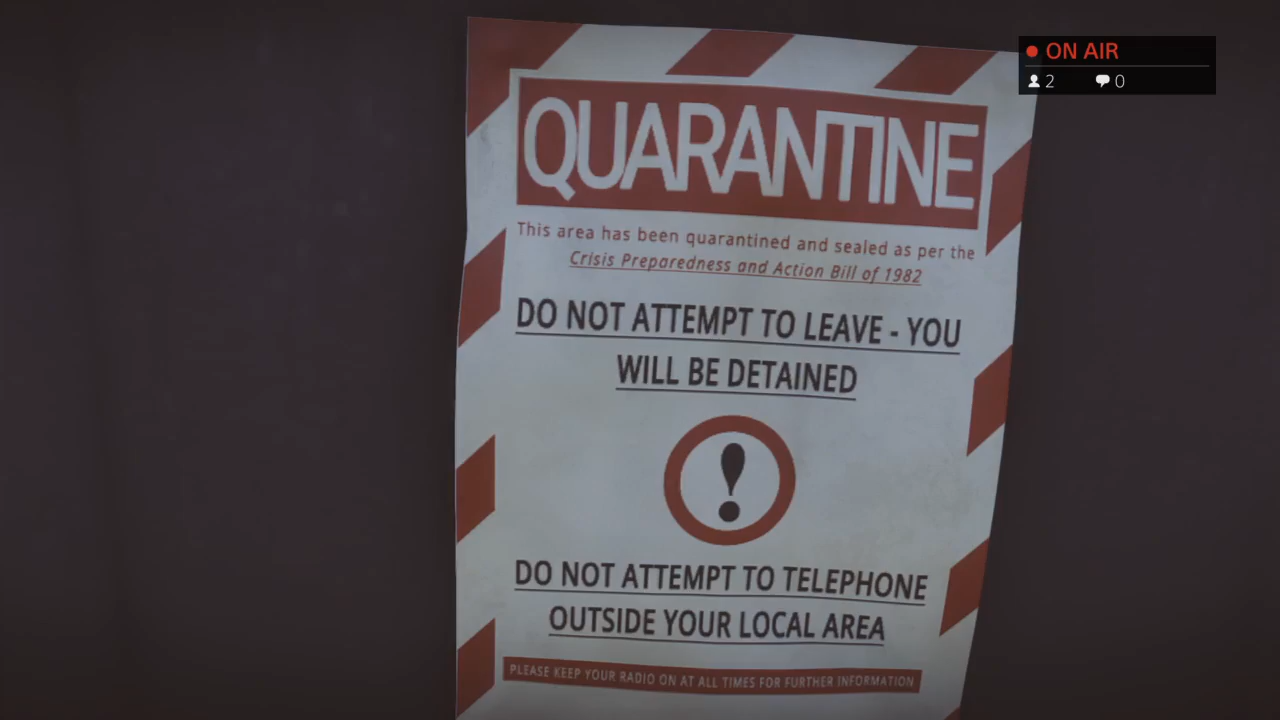 ON AIR
2 0
QUARANTINE
This area has been quarantined and sealed as per the
Crisis Preparedness and Action Bill of 1982
DO NOT ATTEMPT TO LEAVE - YOU
WILL BE DETAINED
!
DO NOT ATTEMPT TO TELEPHONE
OUTSIDE YOUR LOCAL AREA
PLEASE KEEP YOUR RADIO ON AT ALL TIMES FOR FURTHER INFORMATION